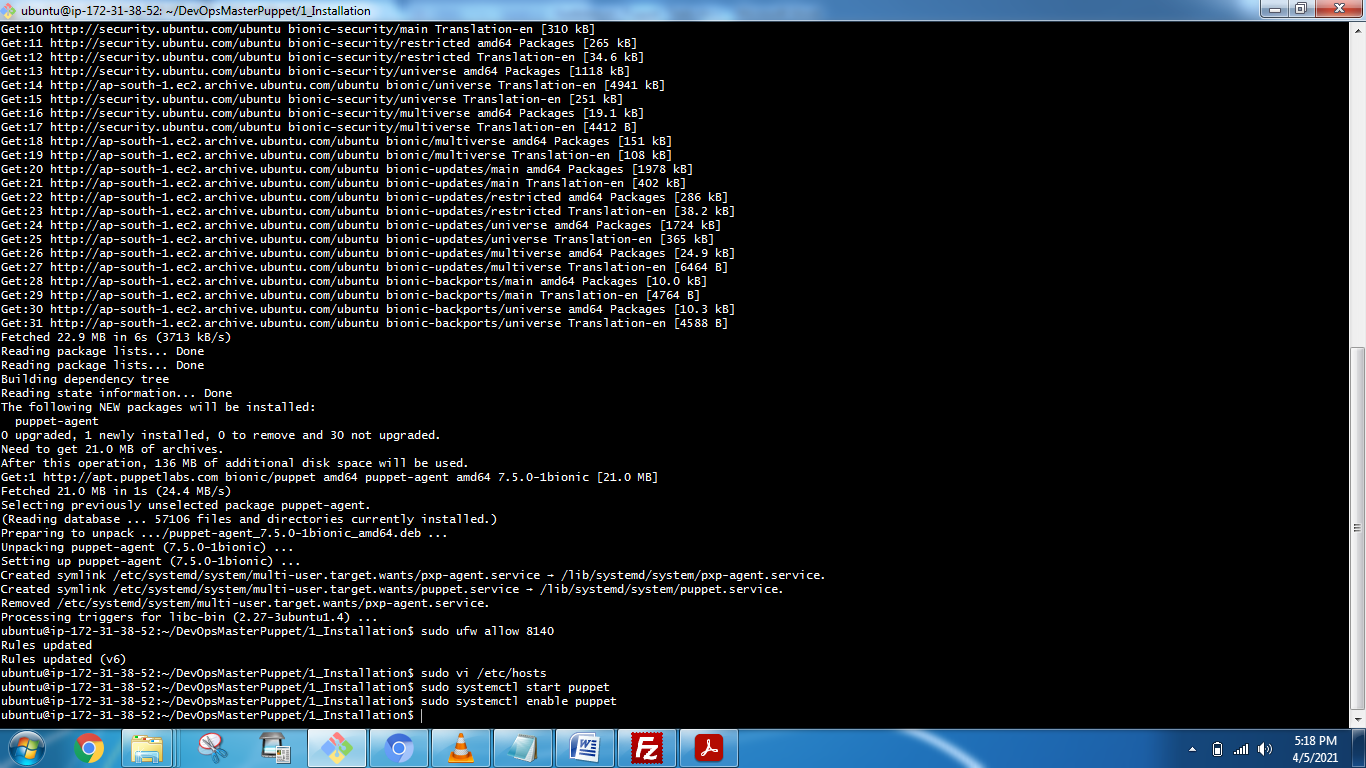 ubuntu@ip-172-31-38-52: ~/DevOpsMasterPuppet/1_Installation
Get:10 http://security.ubuntu.com/ubuntu bionic-security/main Translation-en [310 kB]
Get:11 http://security.ubuntu.com/ubuntu bionic-security/restricted amd64 Packages [265 kB]
Get:12 http://security.ubuntu.com/ubuntu bionic-security/restricted Translation-en [34.6 kB]
Get:13 http://security.ubuntu.com/ubuntu bionic-security/universe amd64 Packages [1118 kB]
Get:14 http://ap-south-1.ec2.archive.ubuntu.com/ubuntu bionic/universe Translation-en [4941 kB]
Get:15 http://security.ubuntu.com/ubuntu bionic-security/universe Translation-en [251 kB]
Get:16 http://security.ubuntu.com/ubuntu bionic-security/multiverse amd64 Packages [19.1 kB]
Get:17 http://security.ubuntu.com/ubuntu bionic-security/multiverse Translation-en [4412 B]
Get:18 http://ap-south-1.ec2.archive.ubuntu.com/ubuntu bionic/multiverse amd64 Packages [151 kB]
Get:19 http://ap-south-1.ec2.archive.ubuntu.com/ubuntu bionic/multiverse Translation-en [108 kB]
Get:20 http://ap-south-1.ec2.archive.ubuntu.com/ubuntu bionic-updates/main amd64 Packages [1978 kB]
Get:21 http://ap-south-1.ec2.archive.ubuntu.com/ubuntu bionic-updates/main Translation-en [402 kB]
Get:22 http://ap-south-1.ec2.archive.ubuntu.com/ubuntu bionic-updates/restricted amd64 Packages [286 kB]
Get:23 http://ap-south-1.ec2.archive.ubuntu.com/ubuntu bionic-updates/restricted Translation-en [38.2 kB]
Get:24 http://ap-south-1.ec2.archive.ubuntu.com/ubuntu bionic-updates/universe amd64 Packages [1724 kB]
Get:25 http://ap-south-1.ec2.archive.ubuntu.com/ubuntu bionic-updates/universe Translation-en [365 kB]
Get:26 http://ap-south-1.ec2.archive.ubuntu.com/ubuntu bionic-updates/multiverse amd64 Packages [24.9 kB]
Get:27 http://ap-south-1.ec2.archive.ubuntu.com/ubuntu bionic-updates/multiverse Translation-en [6464 B]
Get:28 http://ap-south-1.ec2.archive.ubuntu.com/ubuntu bionic-backports/main amd64 Packages [10.0 kB]
Get:29 http://ap-south-1.ec2.archive.ubuntu.com/ubuntu bionic-backports/main Translation-en [4764 B]
Get:30 http://ap-south-1.ec2.archive.ubuntu.com/ubuntu bionic-backports/universe amd64 Packages [10.3 kB]
Get:31 http://ap-south-1.ec2.archive.ubuntu.com/ubuntu bionic-backports/universe Translation-en [4588 B]
Fetched 22.9 MB in 6s (3713 kB/s)
Reading package lists... Done
Reading package lists... Done
Building dependency tree
Reading state information... Done
The following NEW packages will be installed:
  puppet-agent
0 upgraded, 1 newly installed, 0 to remove and 30 not upgraded.
Need to get 21.0 MB of archives.
After this operation, 136 MB of additional disk space will be used.
Get:1 http://apt.puppetlabs.com bionic/puppet amd64 puppet-agent amd64 7.5.0-1bionic [21.0 MB]
Fetched 21.0 MB in 1s (24.4 MB/s)
Selecting previously unselected package puppet-agent.
(Reading database ... 57106 files and directories currently installed.)
Preparing to unpack .../puppet-agent_7.5.0-1bionic_amd64.deb ...
Unpacking puppet-agent (7.5.0-1bionic) ...
Setting up puppet-agent (7.5.0-1bionic) ...
Created symlink /etc/systemd/system/multi-user.target.wants/pxp-agent.service → /lib/systemd/system/pxp-agent.service.
Created symlink /etc/systemd/system/multi-user.target.wants/puppet.service → /lib/systemd/system/puppet.service.
Removed /etc/systemd/system/multi-user.target.wants/pxp-agent.service.
Processing triggers for libc-bin (2.27-3ubuntu1.4) ...
ubuntu@ip-172-31-38-52:~/DevOpsMasterPuppet/1_Installation$ sudo ufw allow 8140
Rules updated
Rules updated (v6)
ubuntu@ip-172-31-38-52:~/DevOpsMasterPuppet/1_Installation$ sudo vi /etc/hosts
ubuntu@ip-172-31-38-52:~/DevOpsMasterPuppet/1_Installation$ sudo systemctl start puppet
ubuntu@ip-172-31-38-52:~/DevOpsMasterPuppet/1_Installation$ sudo systemctl enable puppet
ubuntu@ip-172-31-38-52:~/DevOpsMasterPuppet/1_Installation$
5:18 PM
4/5/2021